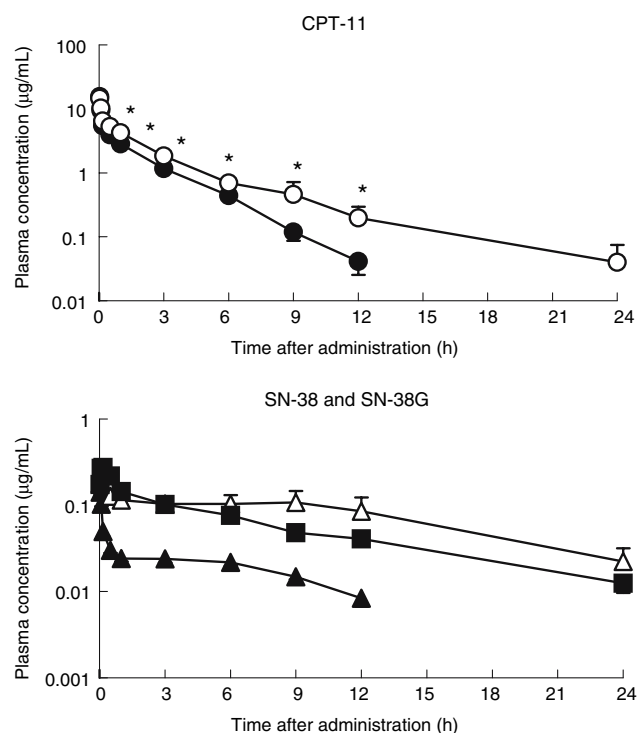 CPT-11
100
10
1
0.1
0.01
Plasma concentration (µg/mL)
* * * * * *
0 3 6 9 12 15 18 21 24
Time after administration (h)
SN-38 and SN-38G
1
0.1
0.01
0.001
Plasma concentration (µg/mL)
0 3 6 9 12 15 18 21 24
Time after administration (h)